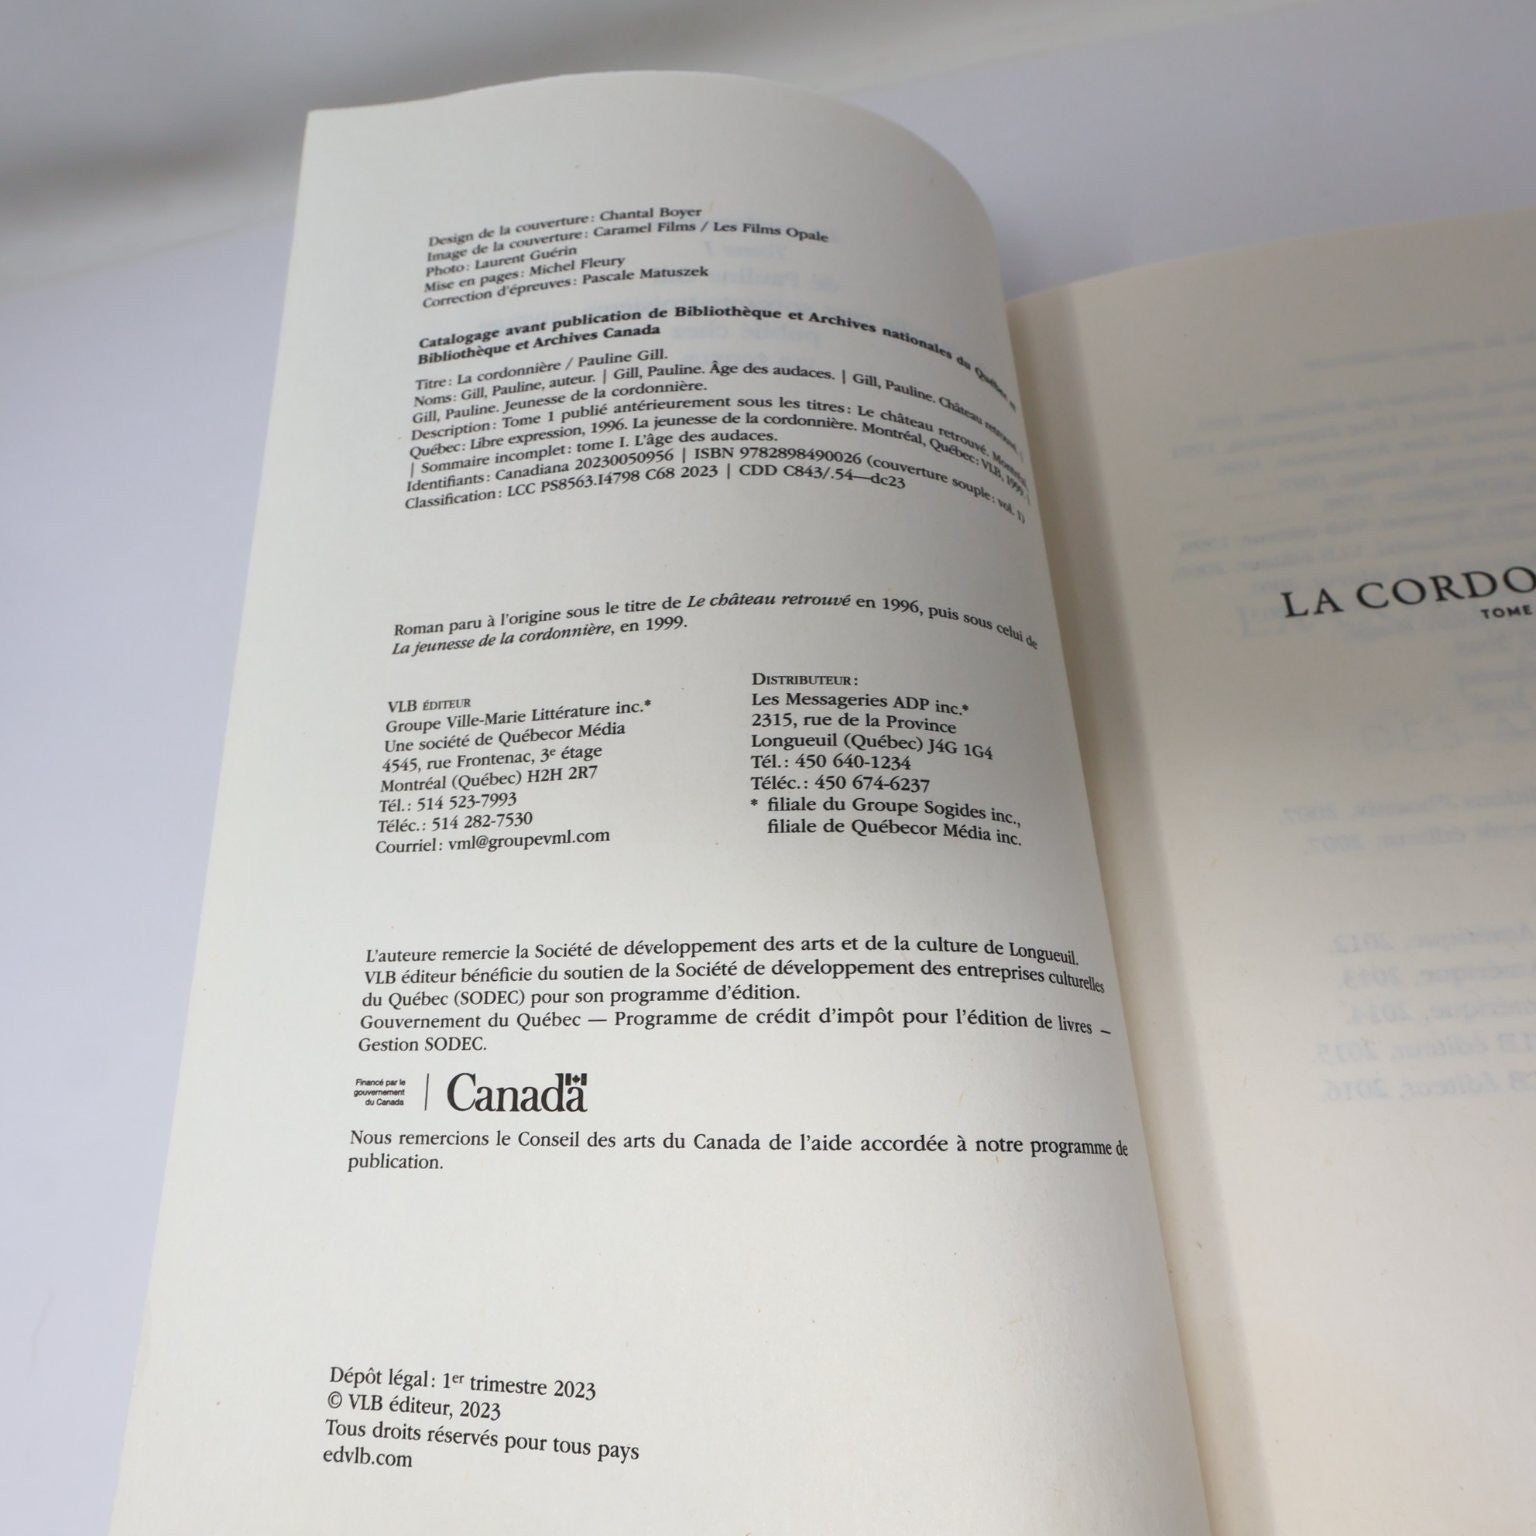 Design de la couverture : Chantal Boyer
Image de la couverture : Caramel Films / Les Films Opale
Photo : Laurent Guérin
Mise en pages : Michel Fleury
Correction d'épreuves : Pascale Matuszek
Catalogage avant publication de Bibliothèque et Archives nationales du Québec et
Bibliothèque et Archives Canada
Titre : La cordonnière / Pauline Gill.
Noms : Gill, Pauline, auteur. | Gill, Pauline. Âge des audaces. | Gill, Pauline. Château retrouvé. |
Gill, Pauline. Jeunesse de la cordonnière.
Description : Tome 1 publié antérieurement sous les titres : Le château retrouvé. Montréal,
Québec : Libre expression, 1996. La jeunesse de la cordonnière. Montréal, Québec : VLB, 1999. |
| Sommaire incomplet : tome I. L'âge des audaces.
Identifiants : Canadiana 20230050956 | ISBN 9782898490026 (couverture souple : vol. 1)
Classification : LCC PS8563.I4798 C68 2023 | CDD C843/.54—dc23
Roman paru à l'origine sous le titre de Le château retrouvé en 1996, puis sous celui de
La jeunesse de la cordonnière, en 1999.
VLB ÉDITEUR
Groupe Ville-Marie Littérature inc.*
Une société de Québecor Média
4545, rue Frontenac, 3e étage
Montréal (Québec) H2H 2R7
Tél. : 514 523-7993
Téléc. : 514 282-7530
Courriel : vml@groupevml.com
DISTRIBUTEUR :
Les Messageries ADP inc.*
2315, rue de la Province
Longueuil (Québec) J4G 1G4
Tél. : 450 640-1234
Téléc. : 450 674-6237
* filiale du Groupe Sogides inc.,
filiale de Québecor Média inc.
L'auteure remercie la Société de développement des arts et de la culture de Longueuil.
VLB éditeur bénéficie du soutien de la Société de développement des entreprises culturelles
du Québec (SODEC) pour son programme d'édition.
Gouvernement du Québec — Programme de crédit d'impôt pour l'édition de livres –
Gestion SODEC.
Financé par le
gouvernement
du Canada
Canada
Nous remercions le Conseil des arts du Canada de l'aide accordée à notre programme de
publication.
Dépôt légal : 1er trimestre 2023
© VLB éditeur, 2023
Tous droits réservés pour tous pays
edvlb.com
LA CORDO
TOME